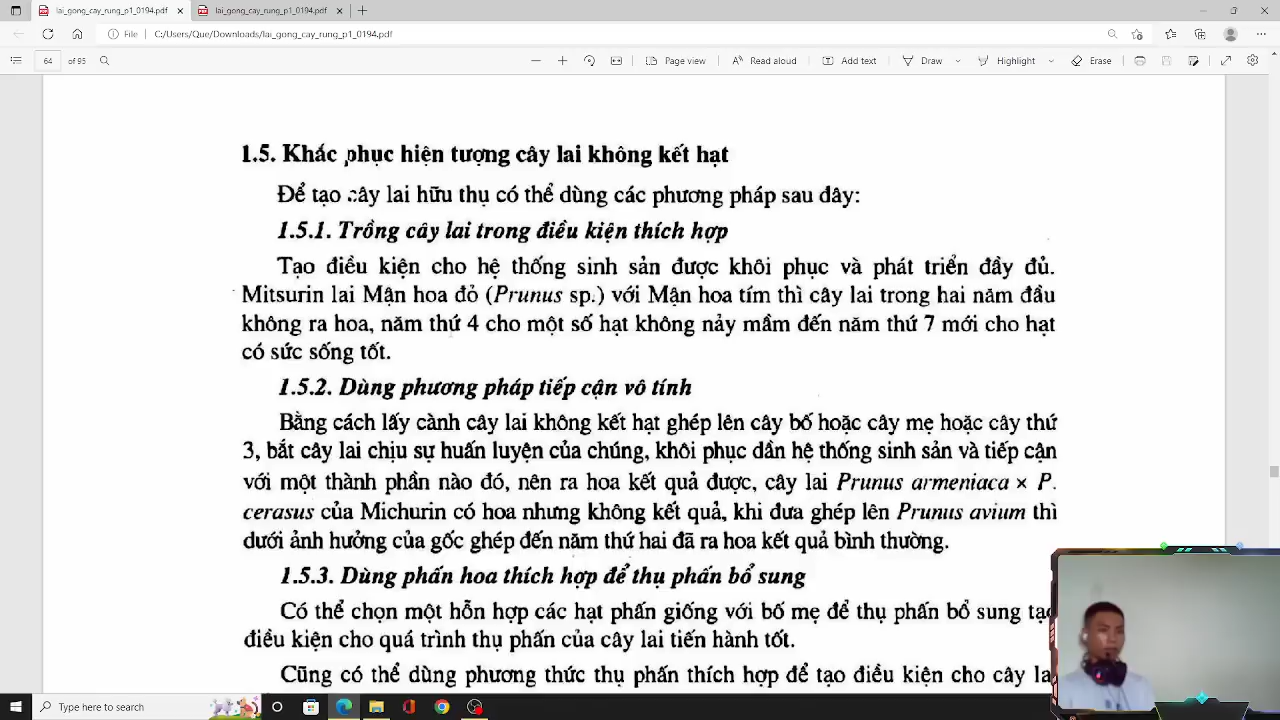 lai_gong_cay_rung_p1_0194.pdf
lai_gong_cay_rung_p1_0194.pdf
File
C:/Users/Que/Downloads/lai_gong_cay_rung_p1_0194.pdf
64 of 95
Page view
Read aloud
Add text
Draw
Highlight
Erase
1.5. Khắc phục hiện tượng cây lai không kết hạt
Để tạo cây lai hữu thụ có thể dùng các phương pháp sau đây:
1.5.1. Trồng cây lai trong điều kiện thích hợp
Tạo điều kiện cho hệ thống sinh sản được khôi phục và phát triển đầy đủ.
Mitsurin lai Mận hoa đỏ (Prunus sp.) với Mận hoa tím thì cây lai trong hai năm đầu
không ra hoa, năm thứ 4 cho một số hạt không nảy mầm đến năm thứ 7 mới cho hạt
có sức sống tốt.
1.5.2. Dùng phương pháp tiếp cận vô tính
Bằng cách lấy cành cây lai không kết hạt ghép lên cây bố hoặc cây mẹ hoặc cây thứ
3, bắt cây lai chịu sự huấn luyện của chúng, khôi phục dần hệ thống sinh sản và tiếp cận
với một thành phần nào đó, nên ra hoa kết quả được, cây lai Prunus armeniaca × P.
cerasus của Michurin có hoa nhưng không kết quả, khi đưa ghép lên Prunus avium thì
dưới ảnh hưởng của gốc ghép đến năm thứ hai đã ra hoa kết quả bình thường.
1.5.3. Dùng phấn hoa thích hợp để thụ phấn bổ sung
Có thể chọn một hỗn hợp các hạt phấn giống với bố mẹ để thụ phấn bổ sung tạo
điều kiện cho quá trình thụ phấn của cây lai tiến hành tốt.
Cũng có thể dùng phương thức thụ phấn thích hợp để tạo điều kiện cho cây la
Type here to search